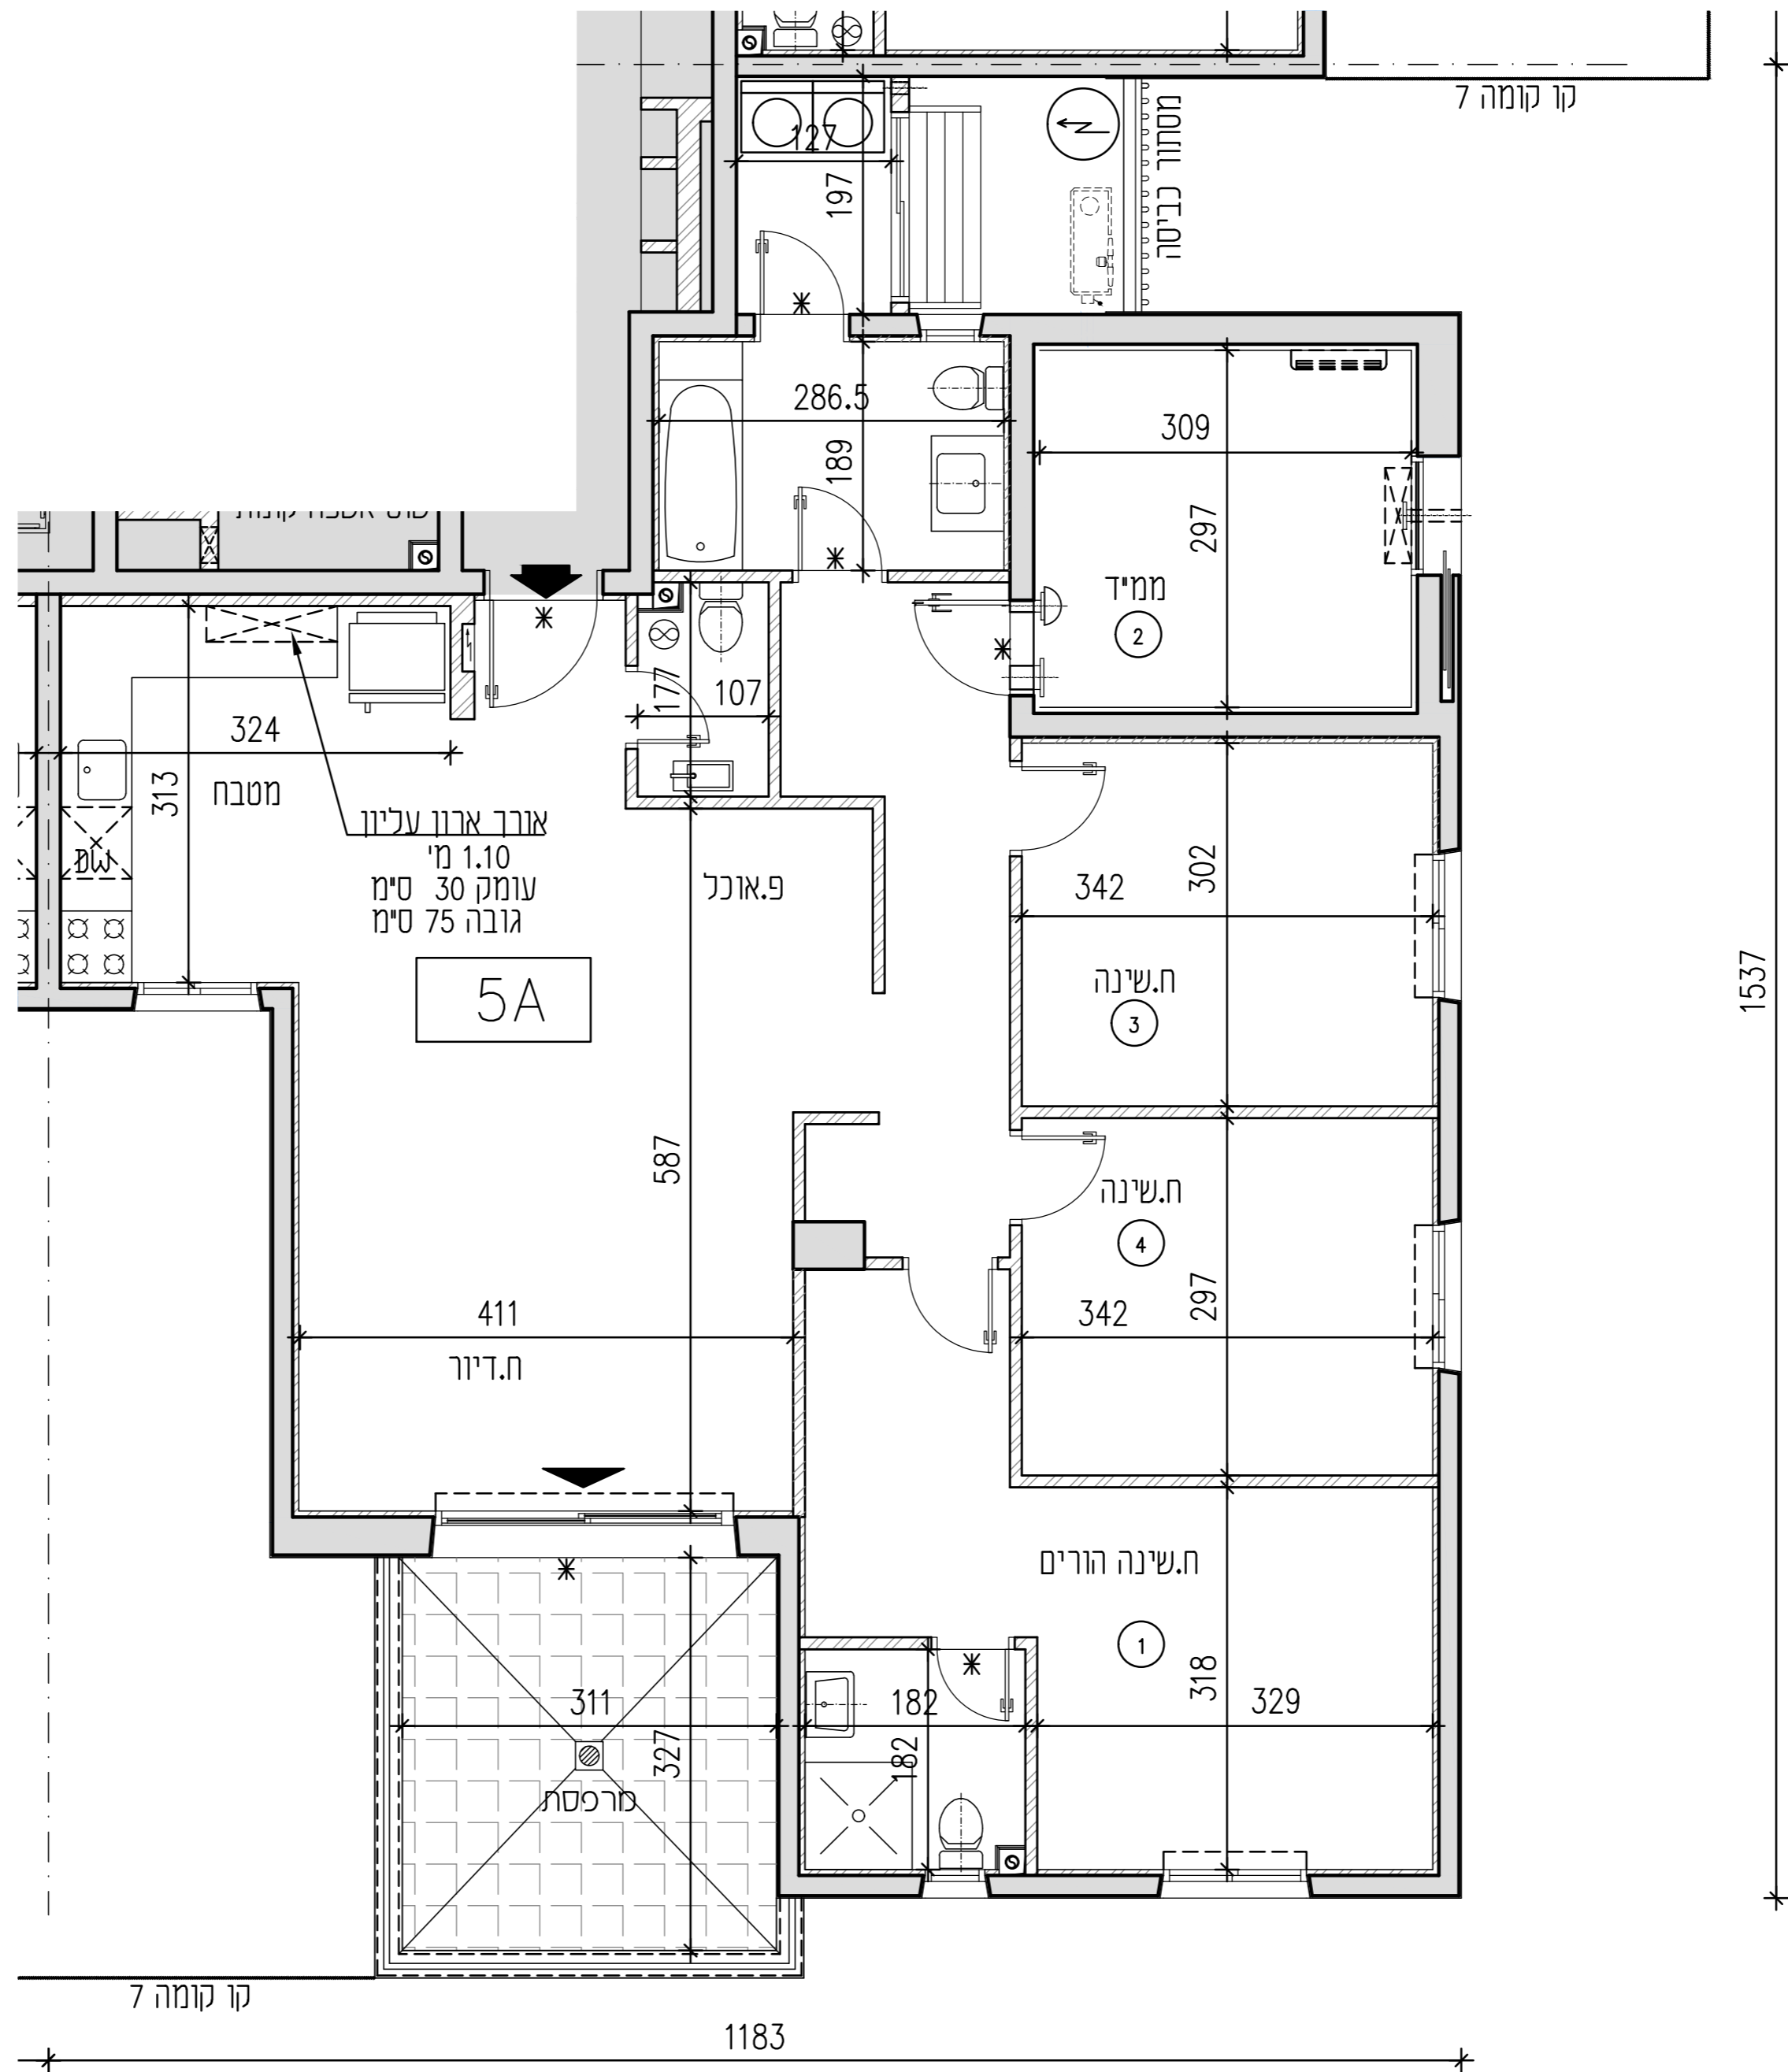 קו קומה 7
מסתור כביסה
127
197
286.5
189
309
297
ממ"ד
2
177
107
324
313
מטבח
אורך ארון עליון
1.10 מ'
עומק 30 ס"מ
גובה 75 ס"מ
DW
פ.אוכל
5A
342
302
ח.שינה
3
1537
587
ח.שינה
4
342
297
411
ח.דיור
ח.שינה הורים
1
318
329
182
182
311
327
מרפסת
קו קומה 7
1183